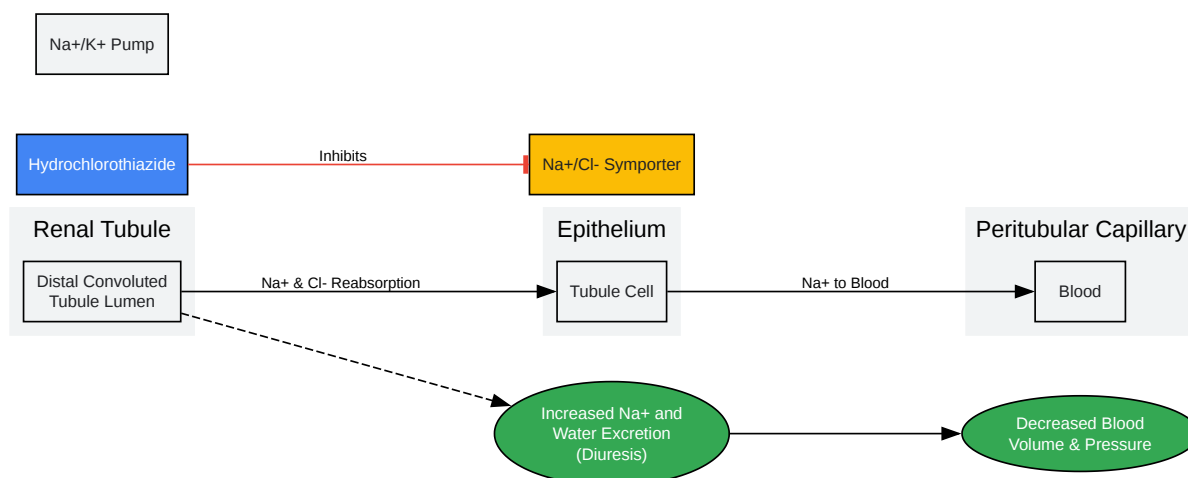 Na+/K+ Pump
Hydrochlorothiazide
Inhibits
Na+/Cl- Symporter
Renal Tubule
Epithelium
Peritubular Capillary
Distal Convoluted
Tubule Lumen
Na+ & Cl- Reabsorption
Tubule Cell
Na+ to Blood
Blood
Increased Na+ and
Water Excretion
(Diuresis)
Decreased Blood
Volume & Pressure